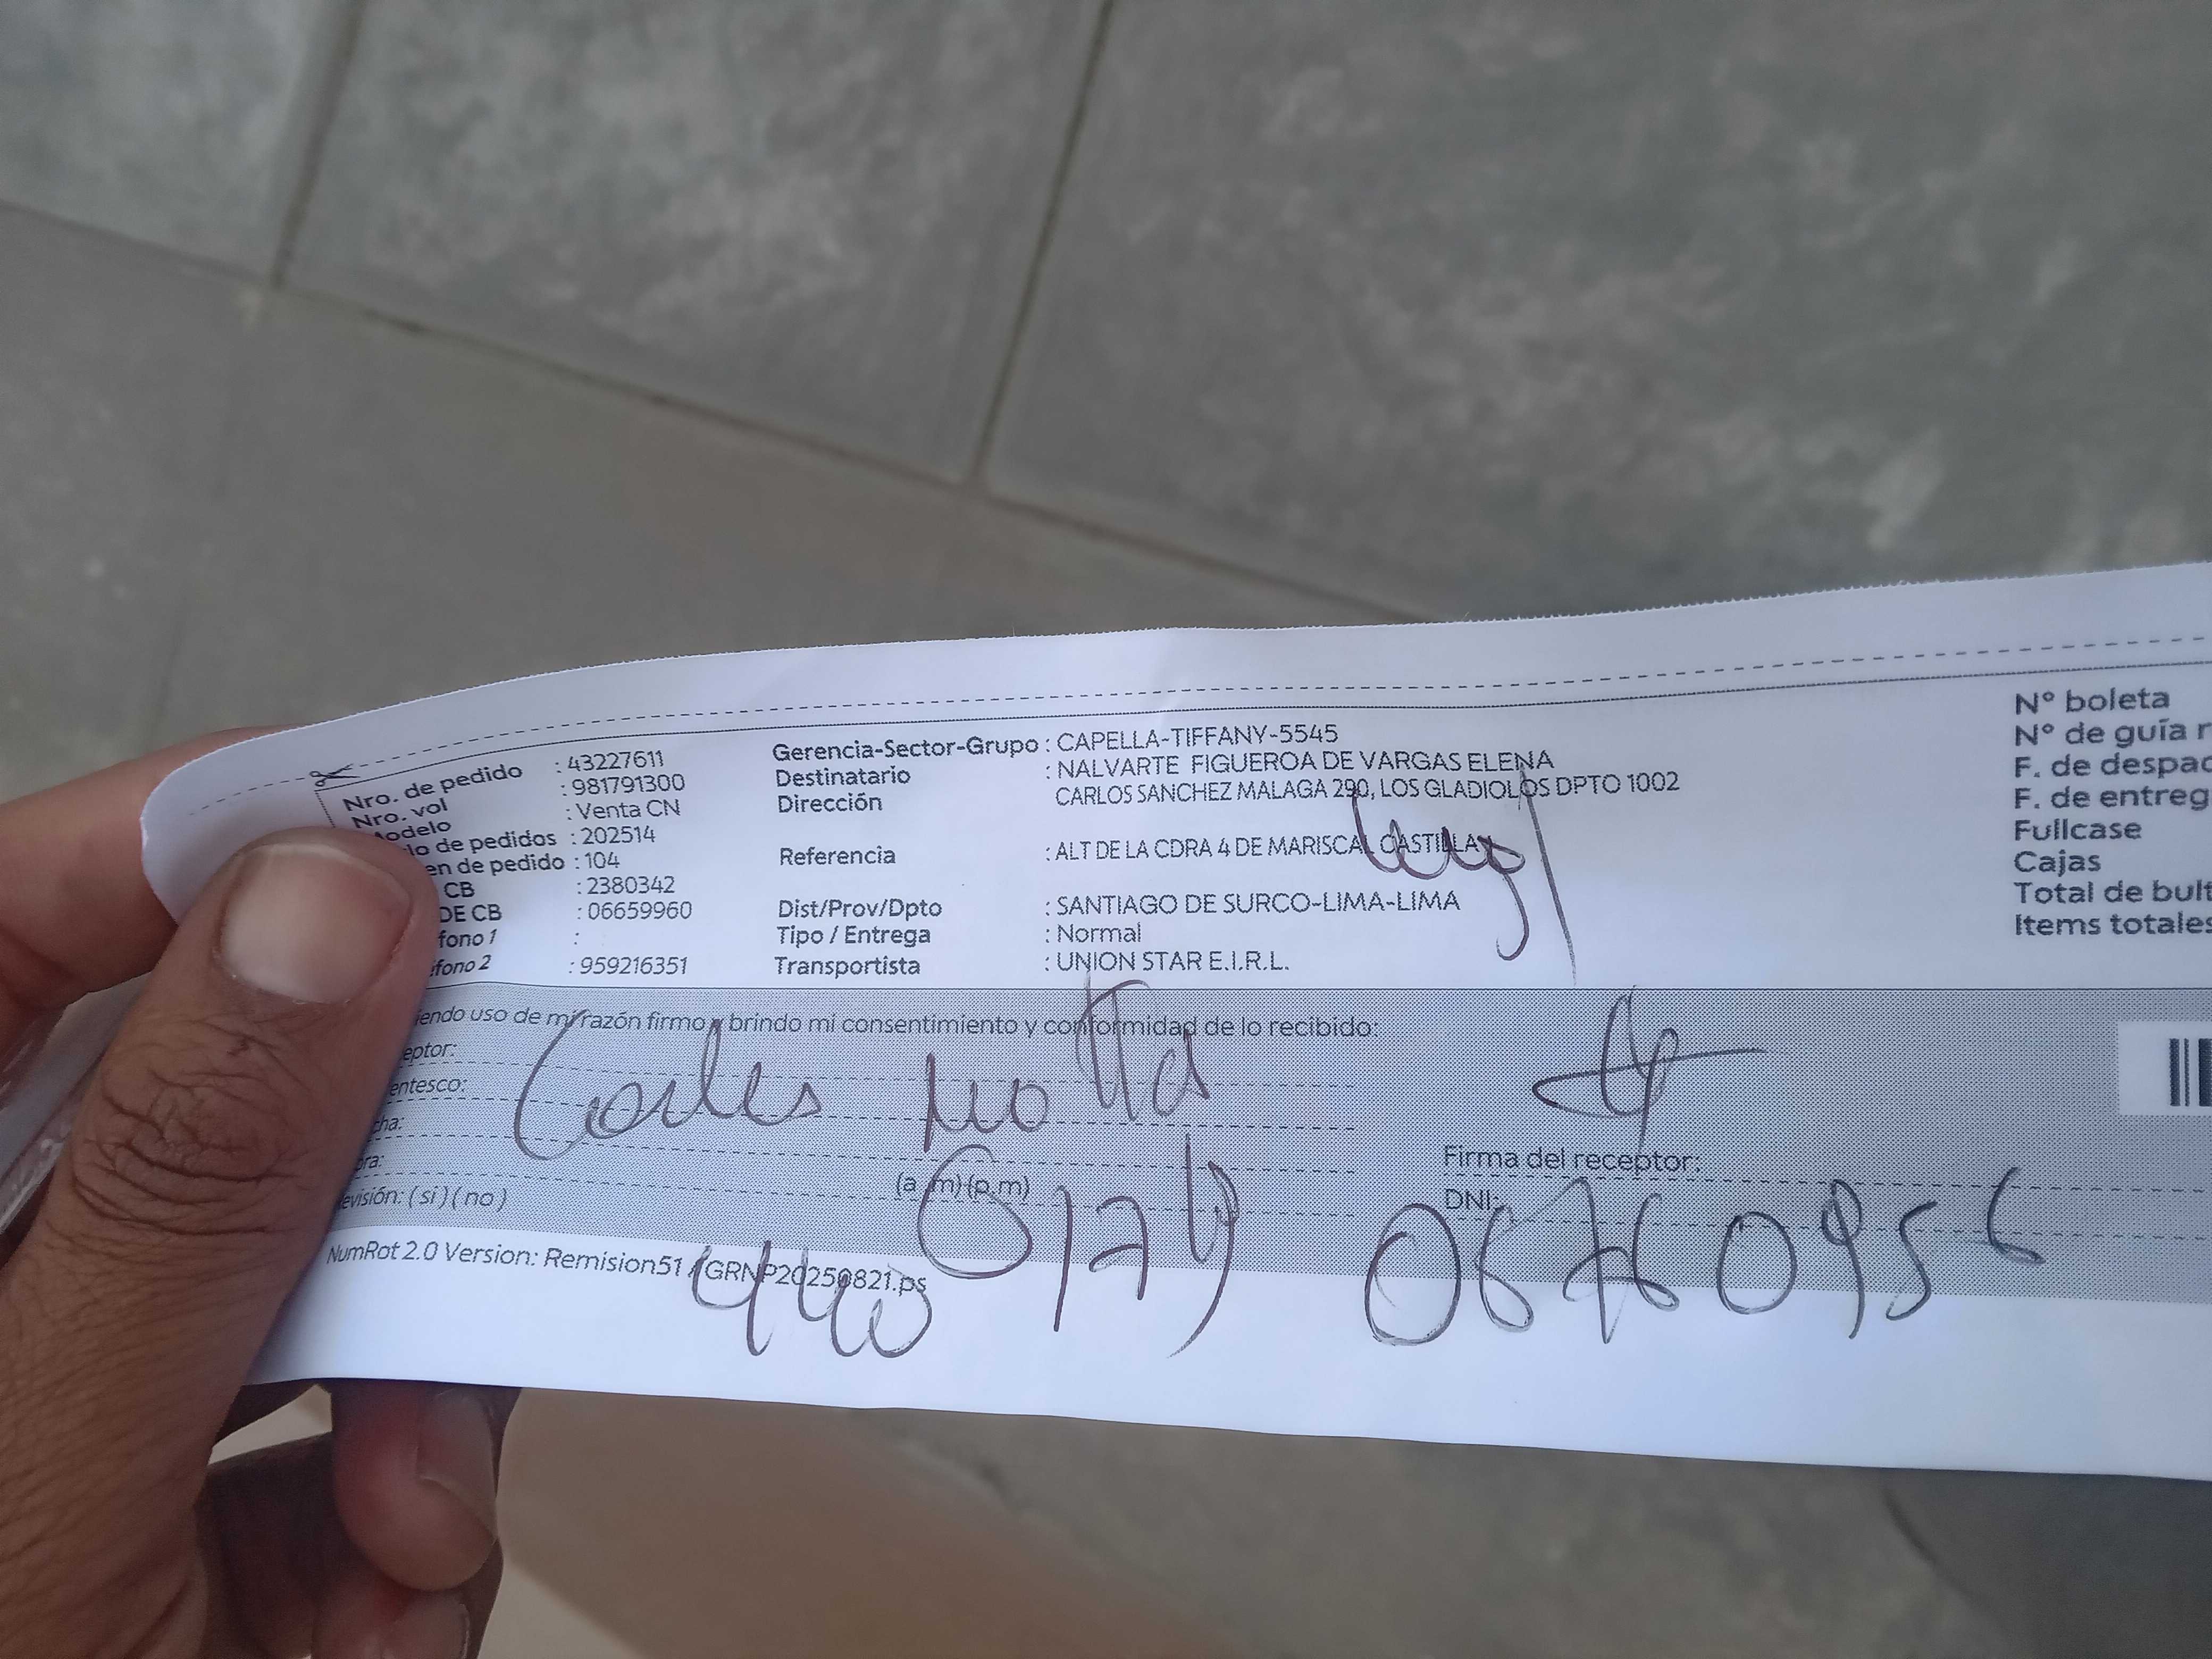 Nro. de pedido : 43227611
Nro. vol : 981791300
Modelo : Venta CN
lo de pedidos : 202514
en de pedido : 104
CB : 2380342
DE CB : 06659960
fono 1 :
éfono 2 : 959216351
Gerencia-Sector-Grupo : CAPELLA-TIFFANY-5545
Destinatario : NALVARTE FIGUEROA DE VARGAS ELENA
Dirección CARLOS SANCHEZ MALAGA 290, LOS GLADIOLOS DPTO 1002
Referencia : ALT DE LA CDRA 4 DE MARISCAL CASTILLA
Dist/Prov/Dpto : SANTIAGO DE SURCO-LIMA-LIMA
Tipo / Entrega : Normal
Transportista : UNION STAR E.I.R.L.
Nº boleta
Nº de guía r
F. de despac
F. de entreg
Fullcase
Cajas
Total de bult
Items totales
iendo uso de mi razón firmo y brindo mi consentimiento y conformidad de lo recibido:
eptor:
entesco:
cha:
ora: (a.m) (p.m)
evisión: ( si ) ( no )
Carlos Motta
Firma del receptor:
DNI:
NumRot 2.0 Version: Remision51 / GRNP20250821.ps